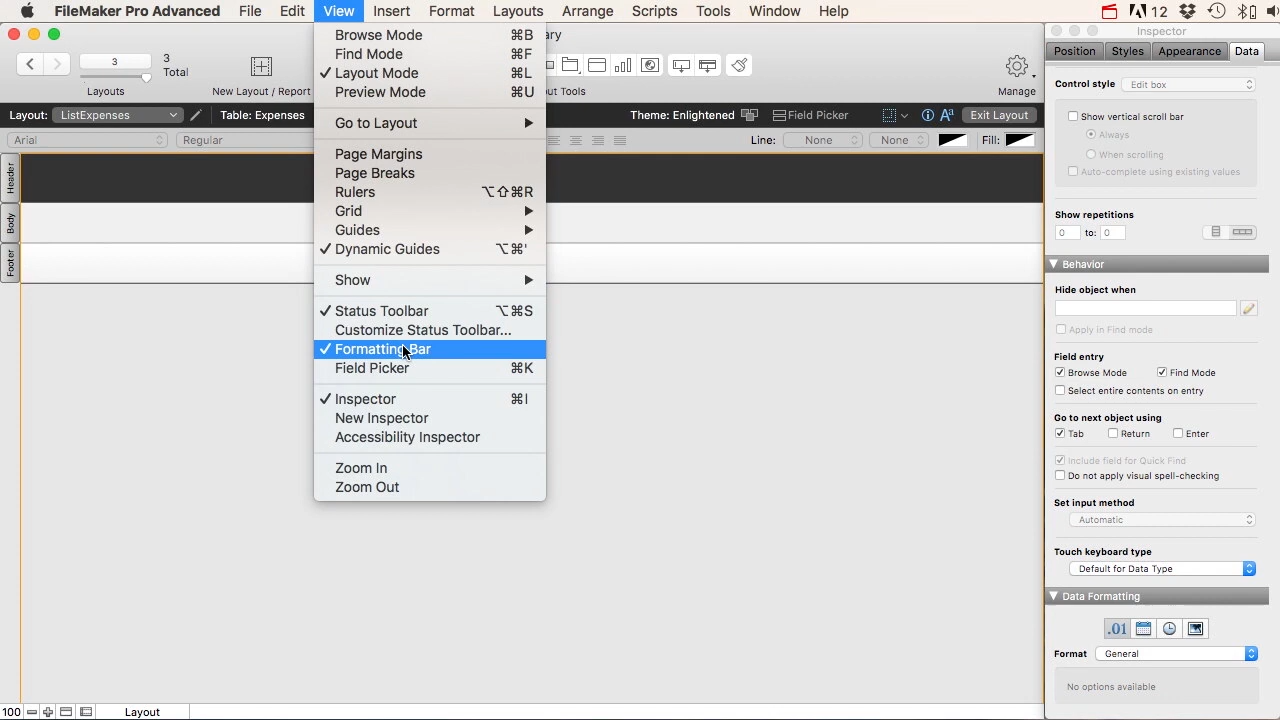 FileMaker Pro Advanced File Edit View Insert Format Layouts Arrange Scripts Tools Window Help 12
ary
Inspector
Position Styles Appearance Data
3
3
Total
Layouts
New Layout / Report
ut Tools
Manage
Layout: ListExpenses Table: Expenses
Theme: Enlightened Field Picker Aa Exit Layout
Arial Regular
Line: None None Fill:
Header
Body
Footer
Browse Mode ⌘B
Find Mode ⌘F
✓ Layout Mode ⌘L
Preview Mode ⌘U
Go to Layout
Page Margins
Page Breaks
Rulers ⌥⇧⌘R
Grid
Guides
✓ Dynamic Guides ⌥⌘'
Show
✓ Status Toolbar ⌥⌘S
Customize Status Toolbar...
✓ Formatting Bar
Field Picker ⌘K
✓ Inspector ⌘I
New Inspector
Accessibility Inspector
Zoom In
Zoom Out
Control style Edit box
Show vertical scroll bar
Always
When scrolling
Auto-complete using existing values
Show repetitions
0 to: 0
Behavior
Hide object when
Apply in Find mode
Field entry
Browse Mode Find Mode
Select entire contents on entry
Go to next object using
Tab Return Enter
Include field for Quick Find
Do not apply visual spell-checking
Set input method
Automatic
Touch keyboard type
Default for Data Type
Data Formatting
.01
Format General
No options available
100 Layout